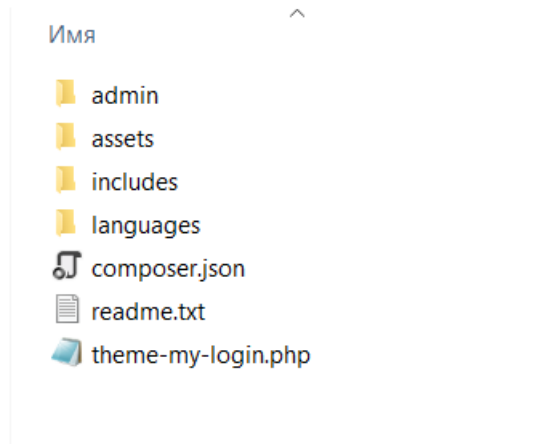 Имя
admin
assets
includes
languages
composer.json
readme.txt
theme-my-login.php